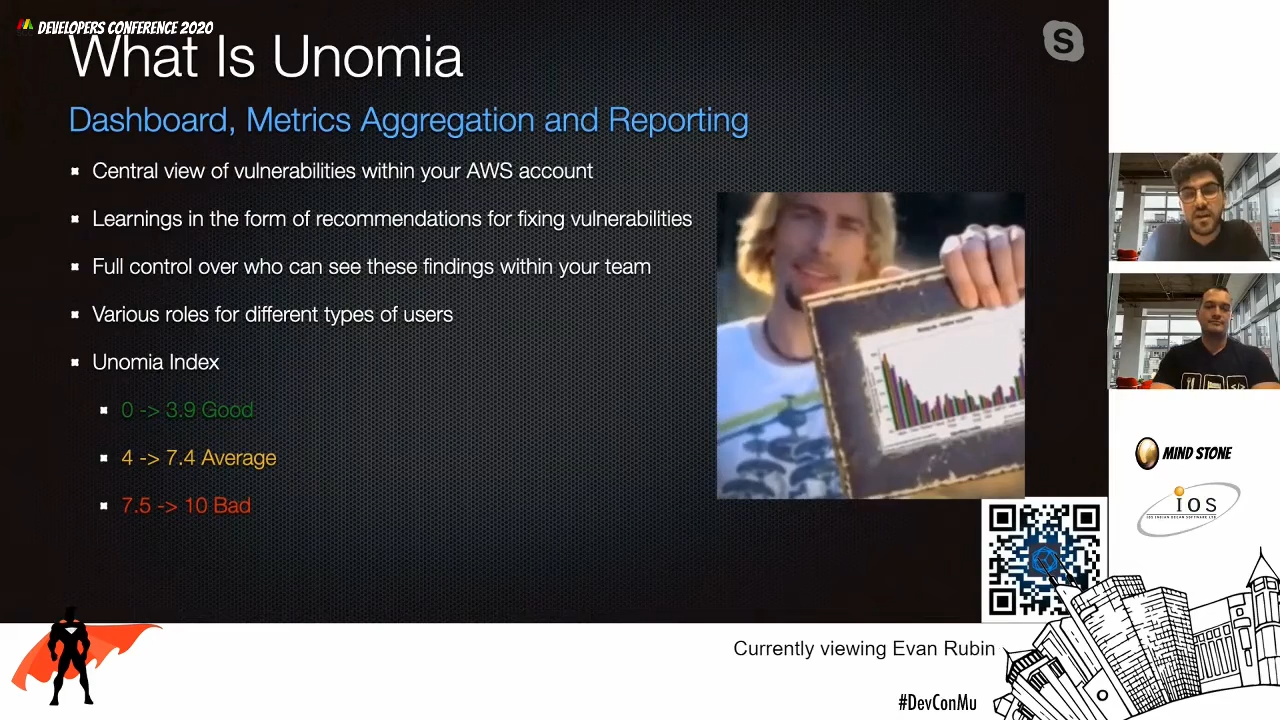 DEVELOPERS CONFERENCE 2020
What Is Unomia
Dashboard, Metrics Aggregation and Reporting
Central view of vulnerabilities within your AWS account
Learnings in the form of recommendations for fixing vulnerabilities
Full control over who can see these findings within your team
Various roles for different types of users
Unomia Index
0 -> 3.9 Good
4 -> 7.4 Average
7.5 -> 10 Bad
S
MIND STONE
IOS
Currently viewing Evan Rubin
#DevConMu